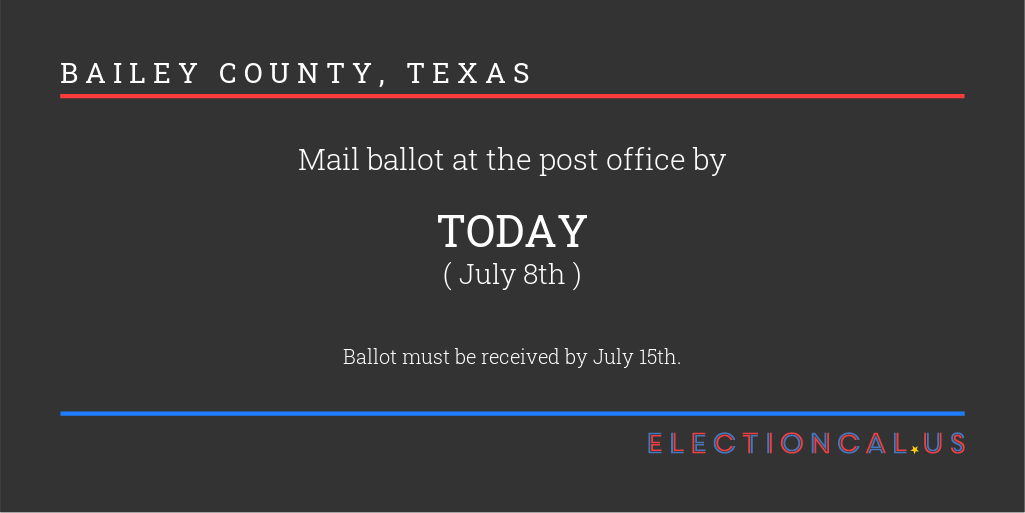 BAILEY COUNTY, TEXAS
Mail ballot at the post office by
TODAY
( July 8th )
Ballot must be received by July 15th.
ELECTIONCAL.US